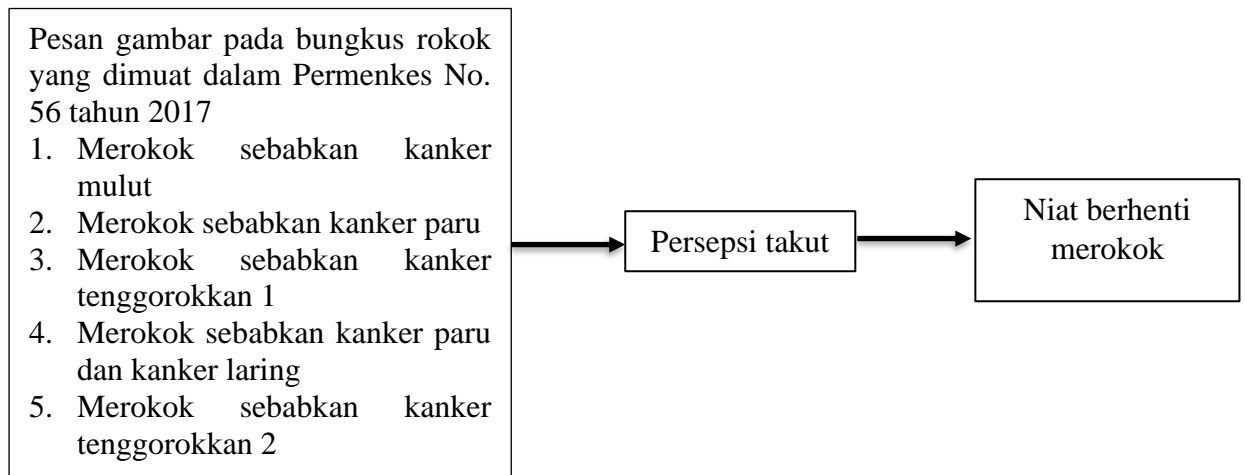 Pesan gambar pada bungkus rokok
yang dimuat dalam Permenkes No.
56 tahun 2017
1. Merokok sebabkan kanker
mulut
2. Merokok sebabkan kanker paru
3. Merokok sebabkan kanker
tenggorokkan 1
4. Merokok sebabkan kanker paru
dan kanker laring
5. Merokok sebabkan kanker
tenggorokkan 2
Persepsi takut
Niat berhenti
merokok